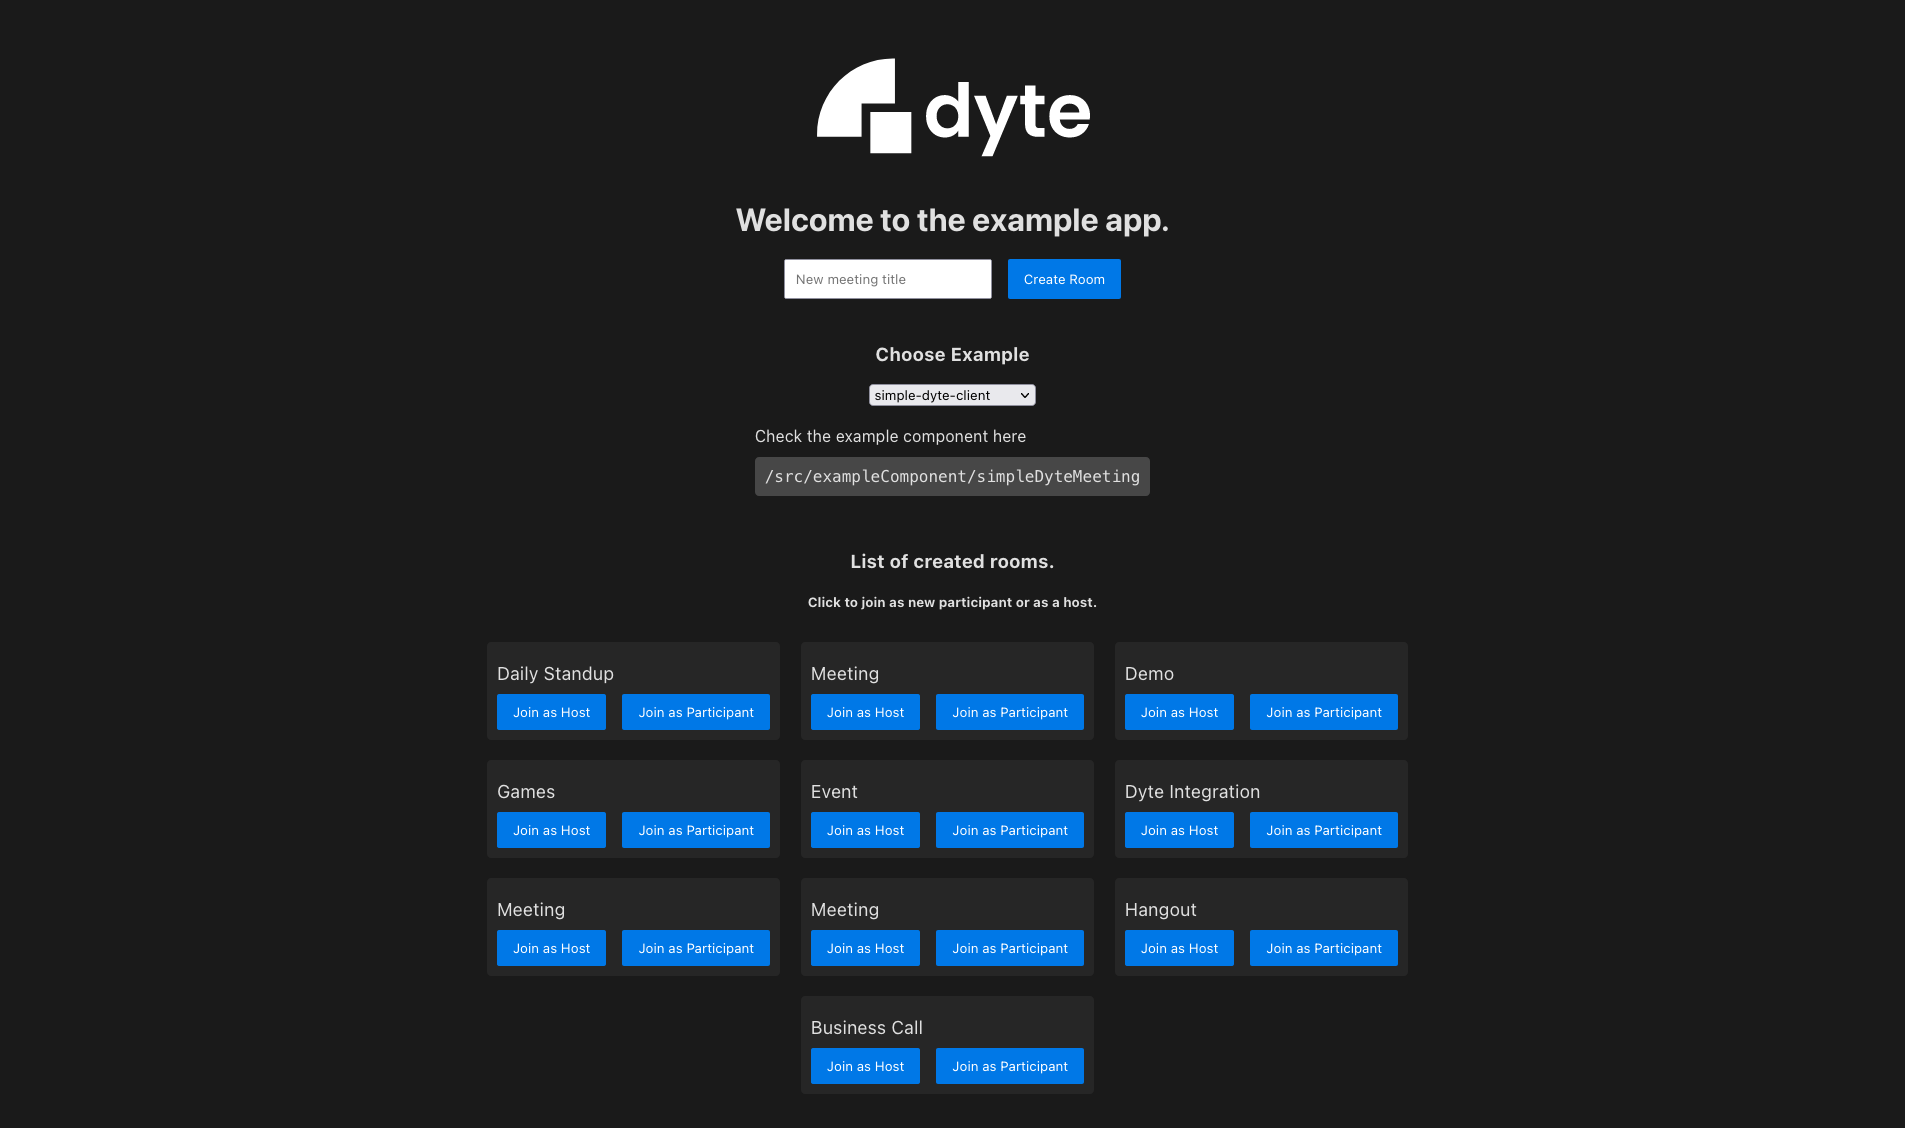 dyte
Welcome to the example app.
New meeting title
Create Room
Choose Example
simple-dyte-client
Check the example component here
/src/exampleComponent/simpleDyteMeeting
List of created rooms.
Click to join as new participant or as a host.
Daily Standup
Join as Host Join as Participant
Meeting
Join as Host Join as Participant
Demo
Join as Host Join as Participant
Games
Join as Host Join as Participant
Event
Join as Host Join as Participant
Dyte Integration
Join as Host Join as Participant
Meeting
Join as Host Join as Participant
Meeting
Join as Host Join as Participant
Hangout
Join as Host Join as Participant
Business Call
Join as Host Join as Participant